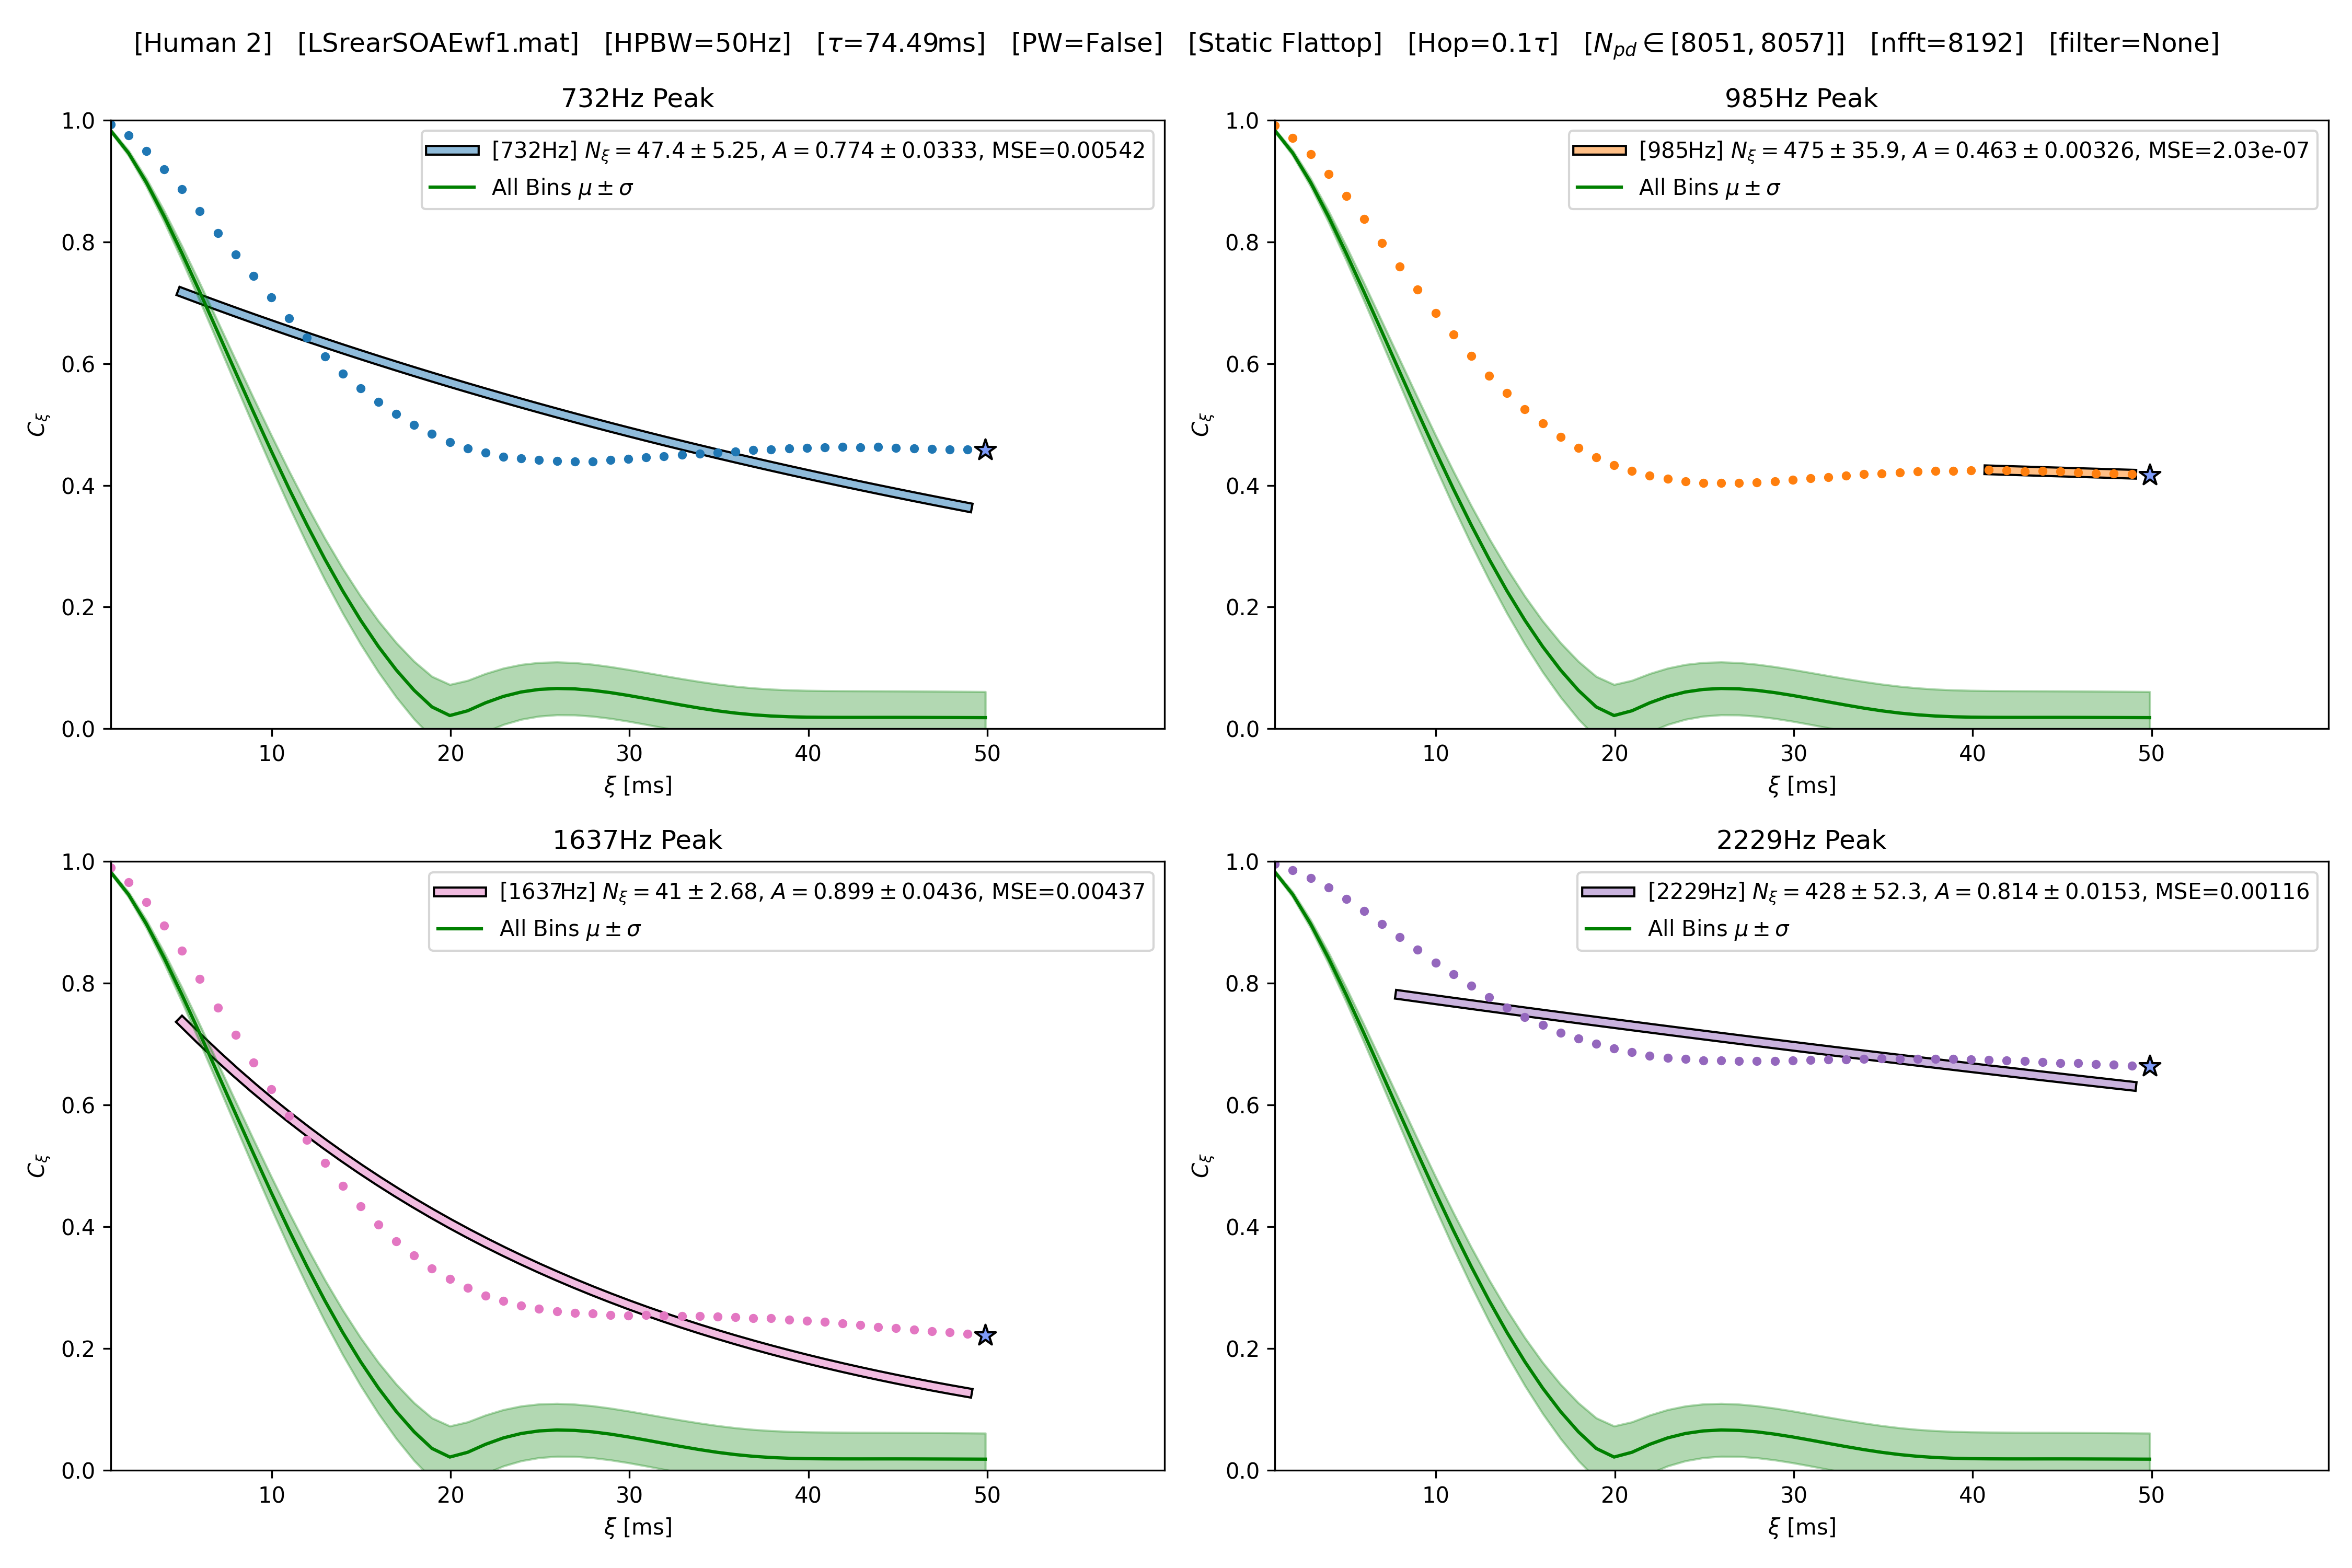 [Human 2] [LSrearSOAEwf1.mat] [HPBW=50Hz] [τ=74.49ms] [PW=False] [Static Flattop] [Hop=0.1τ] [N_pd ∈ [8051, 8057]] [nfft=8192] [filter=None]
732Hz Peak
[732Hz] N_ξ = 47.4 ± 5.25, A = 0.774 ± 0.0333, MSE=0.00542
All Bins μ ± σ
1.0
0.8
0.6
0.4
0.2
0.0
C_ξ
10 20 30 40 50
ξ [ms]
985Hz Peak
[985Hz] N_ξ = 475 ± 35.9, A = 0.463 ± 0.00326, MSE=2.03e-07
All Bins μ ± σ
1.0
0.8
0.6
0.4
0.2
0.0
C_ξ
10 20 30 40 50
ξ [ms]
1637Hz Peak
[1637Hz] N_ξ = 41 ± 2.68, A = 0.899 ± 0.0436, MSE=0.00437
All Bins μ ± σ
1.0
0.8
0.6
0.4
0.2
0.0
C_ξ
10 20 30 40 50
ξ [ms]
2229Hz Peak
[2229Hz] N_ξ = 428 ± 52.3, A = 0.814 ± 0.0153, MSE=0.00116
All Bins μ ± σ
1.0
0.8
0.6
0.4
0.2
0.0
C_ξ
10 20 30 40 50
ξ [ms]